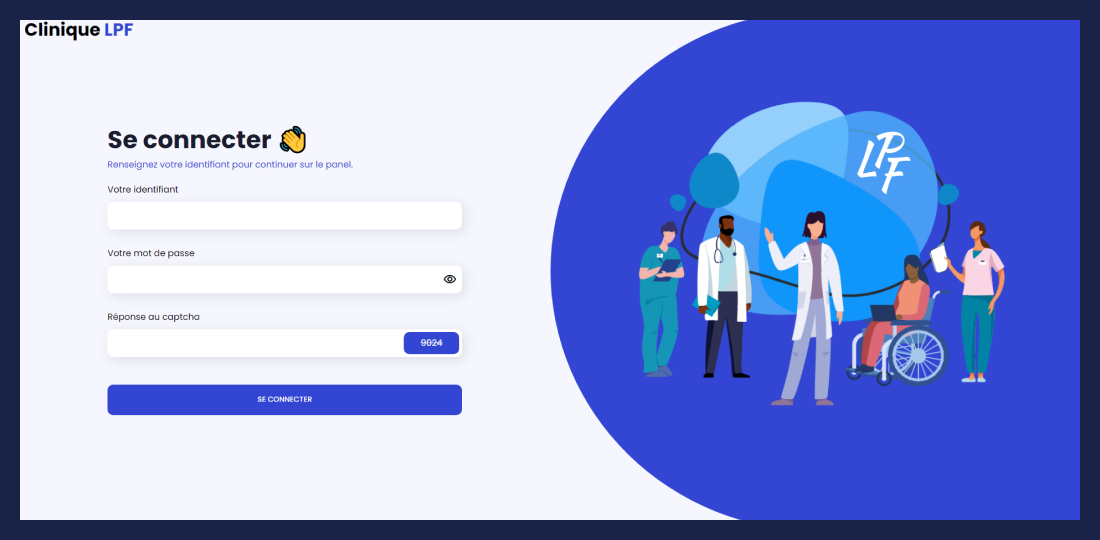 Clinique LPF
Se connecter 👋
Renseignez votre identifiant pour continuer sur le panel.
Votre identifiant
Votre mot de passe
Réponse au captcha
9024
SE CONNECTER
LPF